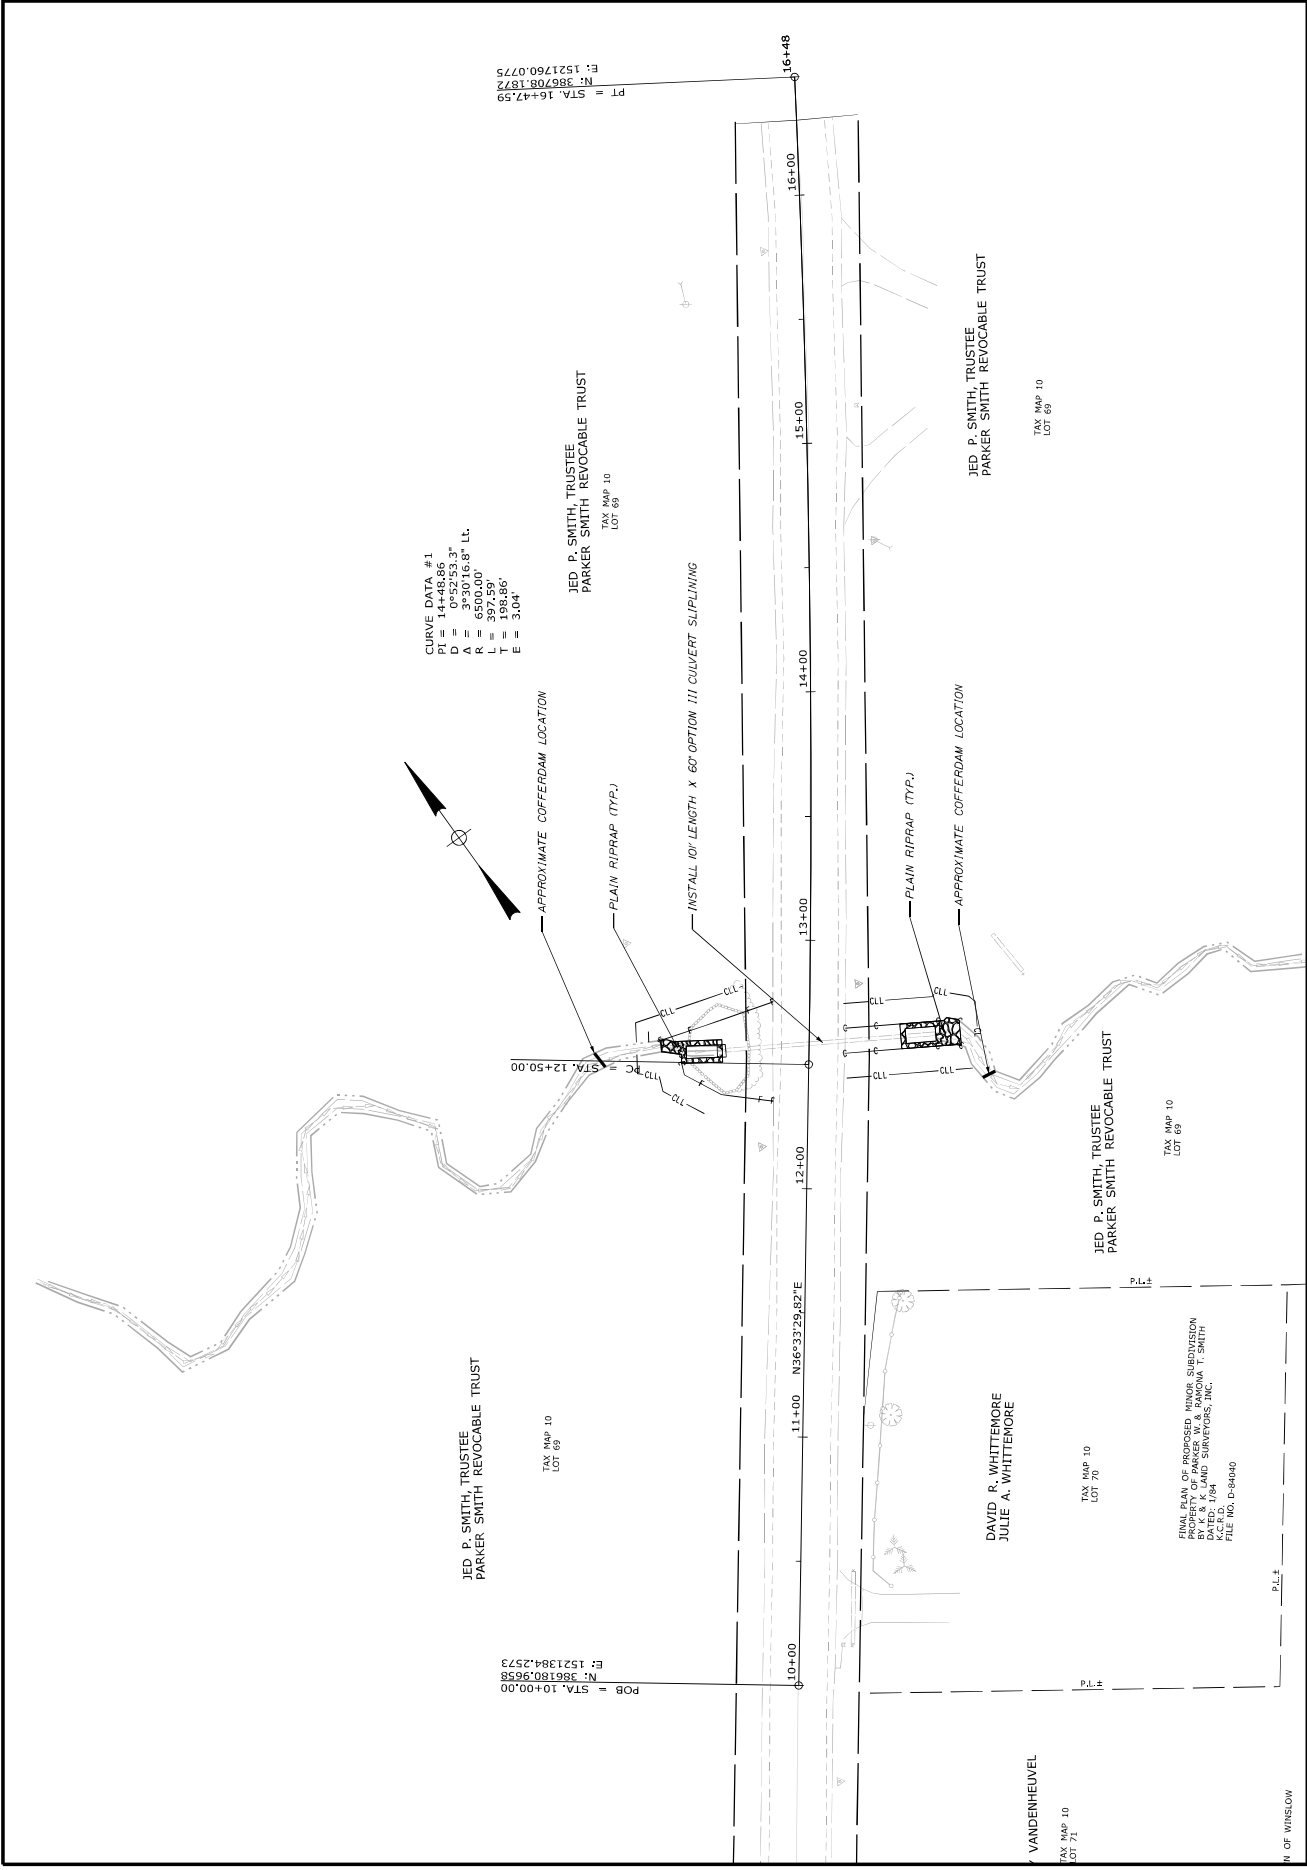 PT = STA. 16+47.59
N: 386708.1872
E: 1521760.0775
16+48
16+00
JED P. SMITH, TRUSTEE
PARKER SMITH REVOCABLE TRUST
TAX MAP 10
LOT 69
JED P. SMITH, TRUSTEE
PARKER SMITH REVOCABLE TRUST
TAX MAP 10
LOT 69
15+00
CURVE DATA #1
PI = 14+48.86
D = 0°52'53.3"
Δ = 3°30'16.8" Lt.
R = 6500.00'
L = 397.59'
T = 198.86'
E = 3.04'
14+00
APPROXIMATE COFFERDAM LOCATION
PLAIN RIPRAP (TYP.)
INSTALL 101' LENGTH X 60" OPTION III CULVERT SLIPLINING
PLAIN RIPRAP (TYP.)
APPROXIMATE COFFERDAM LOCATION
13+00
CLL
CLL
CLL
CLL
F
F
F
F
F
F
C
C
C
C
CLL
CLL
CLL
CLL
CLL
PC = STA. 12+50.00
12+00
JED P. SMITH, TRUSTEE
PARKER SMITH REVOCABLE TRUST
TAX MAP 10
LOT 69
P.L.±
N36°33'29.82"E
11+00
JED P. SMITH, TRUSTEE
PARKER SMITH REVOCABLE TRUST
TAX MAP 10
LOT 69
DAVID R. WHITTEMORE
JULIE A. WHITTEMORE
TAX MAP 10
LOT 70
FINAL PLAN OF PROPOSED MINOR SUBDIVISION
PROPERTY OF PARKER W. & RAMONA T. SMITH
BY K & K LAND SURVEYORS, INC.
DATED: 1/84
K.C.R.D.
FILE NO. D-84040
P.L.±
P.L.±
10+00
POB = STA. 10+00.00
N: 386180.9658
E: 1521384.2573
VANDENHEUVEL
TAX MAP 10
LOT 71
N OF WINSLOW